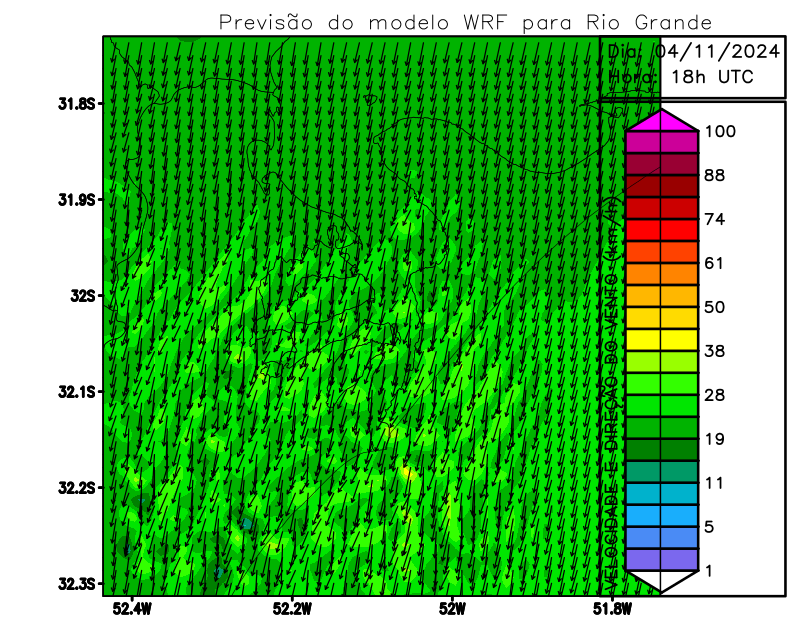 Previsão do modelo WRF para Rio Grande
Dia: 04/11/2024
Hora: 18h UTC
31.8S
31.9S
32S
32.1S
32.2S
32.3S
52.4W
52.2W
52W
51.8W
VELOCIDADE E DIREÇÃO DO VENTO (km/h)
100
88
74
61
50
38
28
19
11
5
1